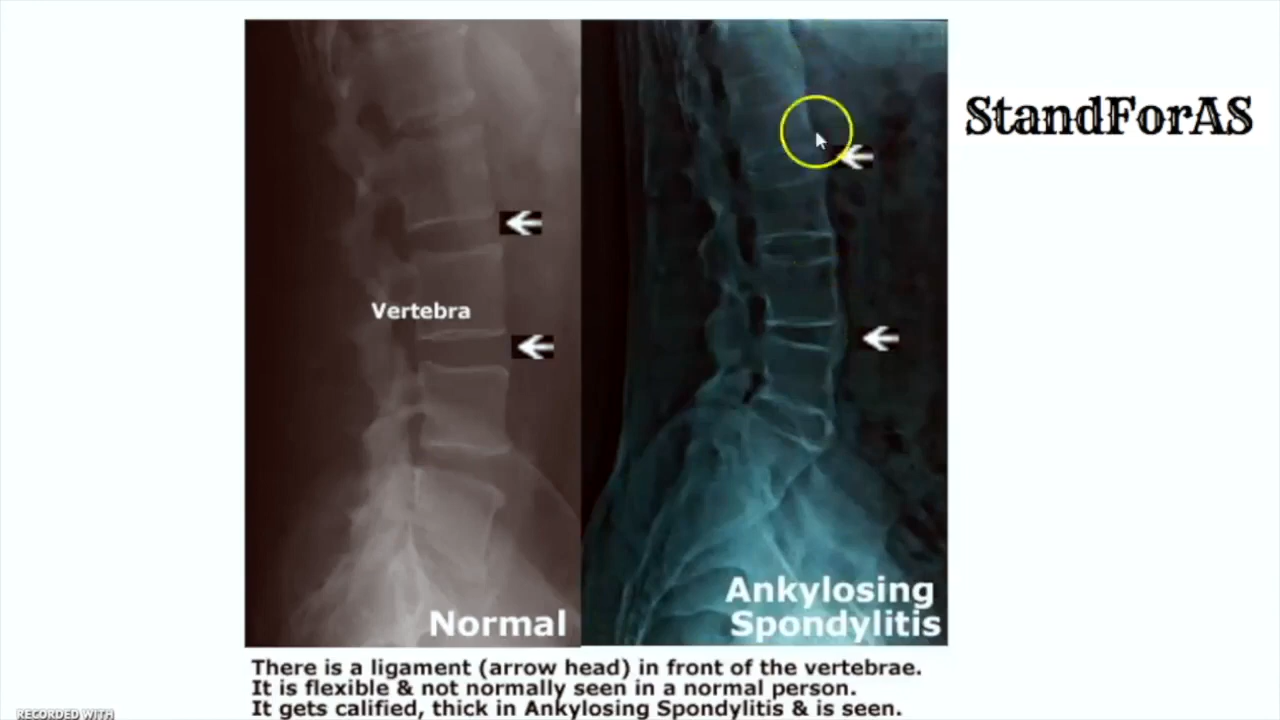 StandForAS
Vertebra
Normal
Ankylosing
Spondylitis
There is a ligament (arrow head) in front of the vertebrae.
It is flexible & not normally seen in a normal person.
It gets calified, thick in Ankylosing Spondylitis & is seen.
RECORDED WITH